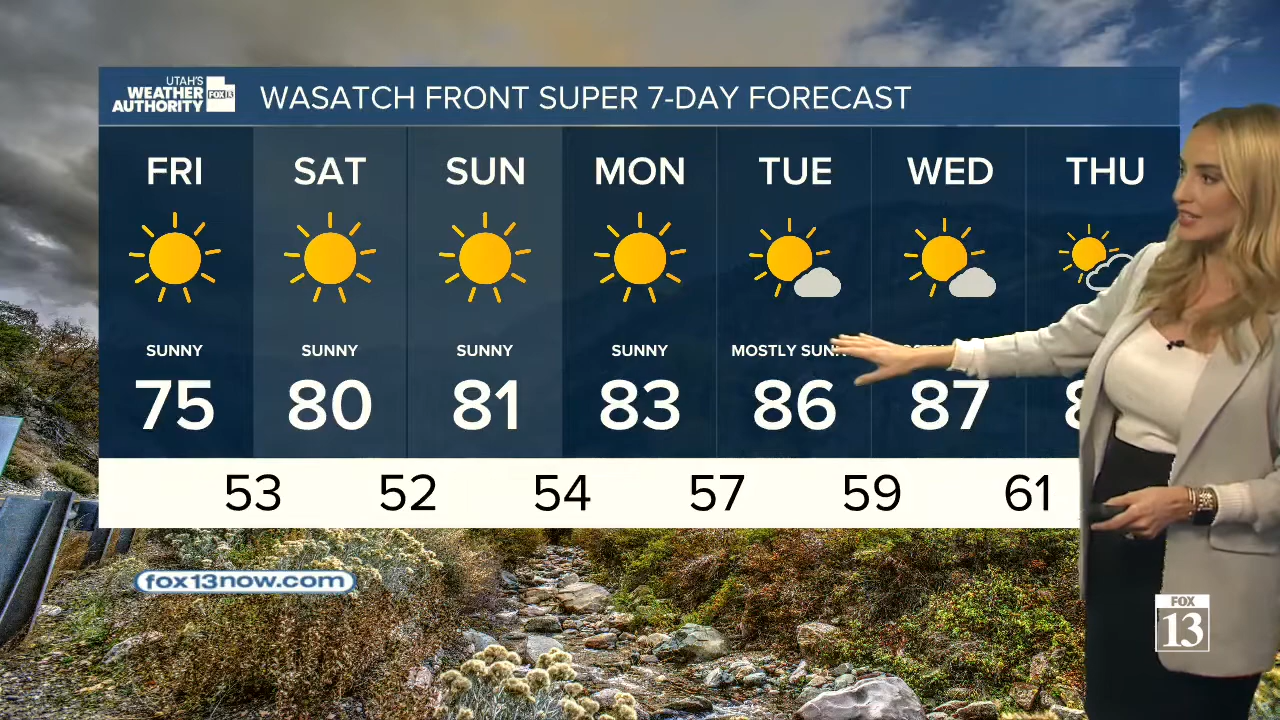 UTAH'S
WEATHER
AUTHORITY
FOX 13
WASATCH FRONT SUPER 7-DAY FORECAST
FRI SAT SUN MON TUE WED THU
SUNNY SUNNY SUNNY SUNNY MOSTLY
75 80 81 83 86 87
53 52 54 57 59 61
fox13now.com
FOX
13